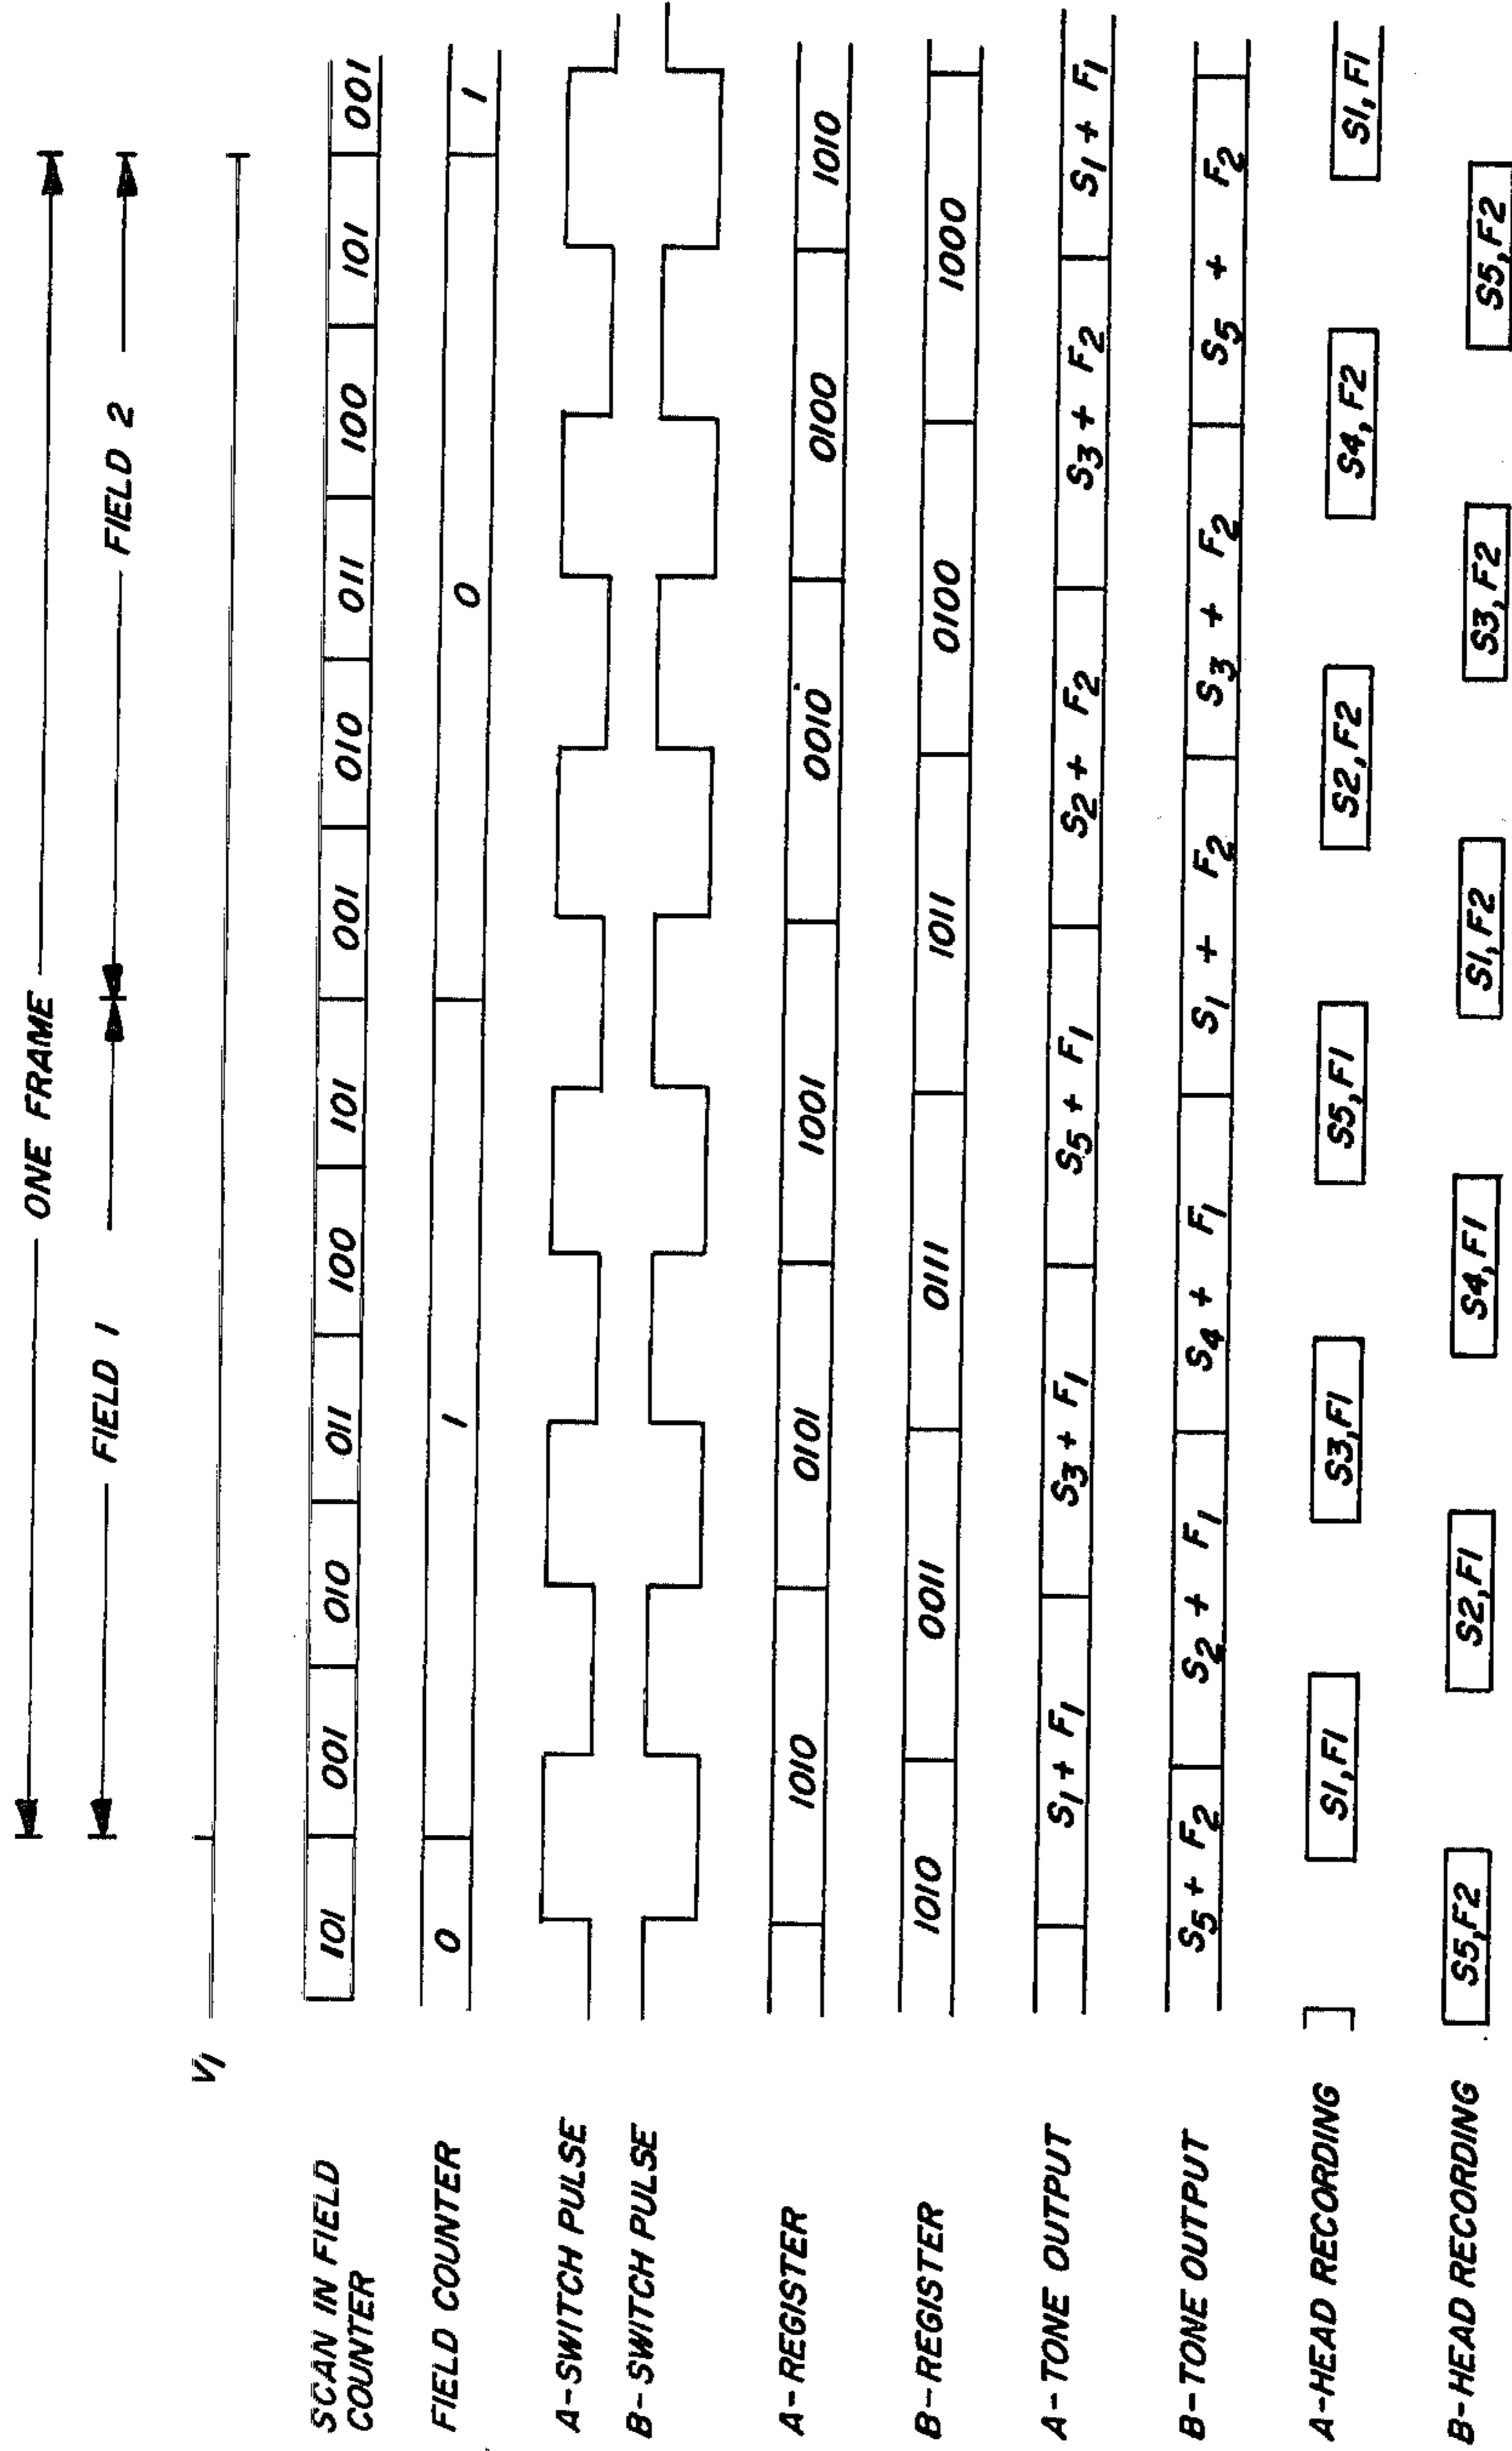 ONE FRAME
FIELD 1 FIELD 2
V1
SCAN IN FIELD
COUNTER
101 001 010 011 100 101 001 010 011 100 101 001
FIELD COUNTER 0 1 0 1
A-SWITCH PULSE
B-SWITCH PULSE
A-REGISTER 1010 0101 1001 0010 0100 1010
B-REGISTER 1010 0011 0111 1011 0100 1000
A-TONE OUTPUT S1 + F1 S3 + F1 S5 + F1 S2 + F2 S3 + F2 S1 + F1
B-TONE OUTPUT S5 + F2 S2 + F1 S4 + F1 S1 + F2 S3 + F2 S5 + F2
A-HEAD RECORDING S1,F1 S3,F1 S5,F1 S2,F2 S4,F2 S1,F1
B-HEAD RECORDING S5,F2 S2,F1 S4,F1 S1,F2 S3,F2 S5,F2